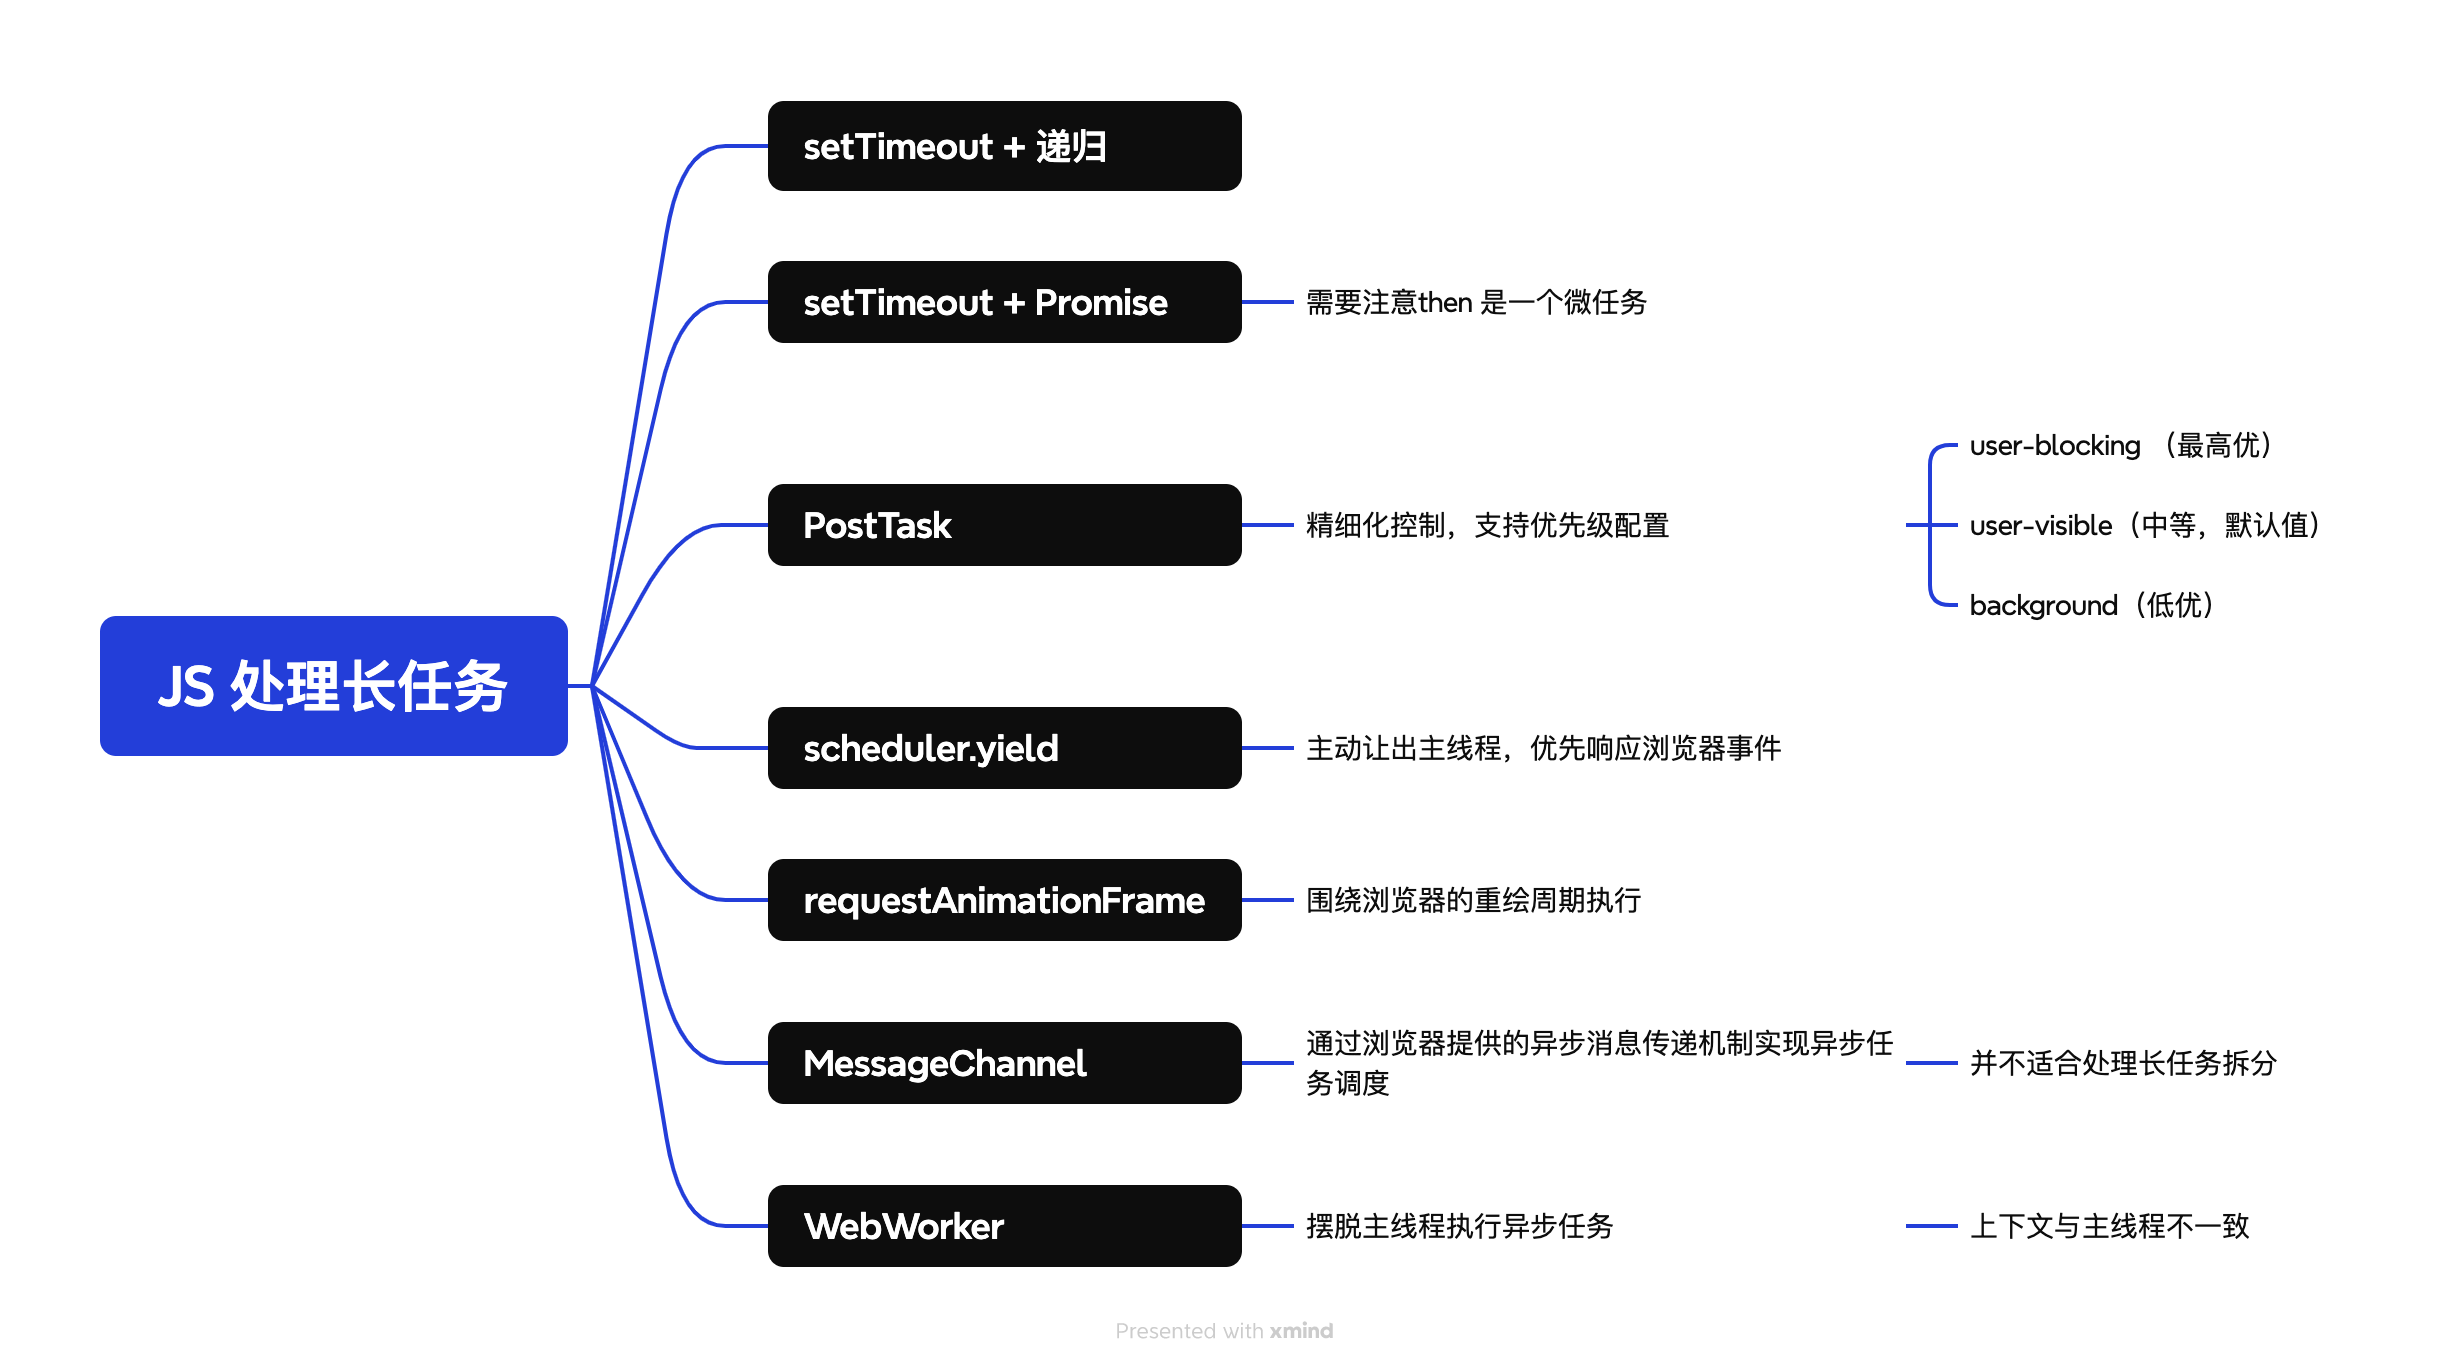 JS 处理长任务
setTimeout + 递归
setTimeout + Promise
需要注意then 是一个微任务
PostTask
精细化控制，支持优先级配置
user-blocking （最高优）
user-visible（中等，默认值）
background（低优）
scheduler.yield
主动让出主线程，优先响应浏览器事件
requestAnimationFrame
围绕浏览器的重绘周期执行
MessageChannel
通过浏览器提供的异步消息传递机制实现异步任
务调度
并不适合处理长任务拆分
WebWorker
摆脱主线程执行异步任务
上下文与主线程不一致
Presented with xmind